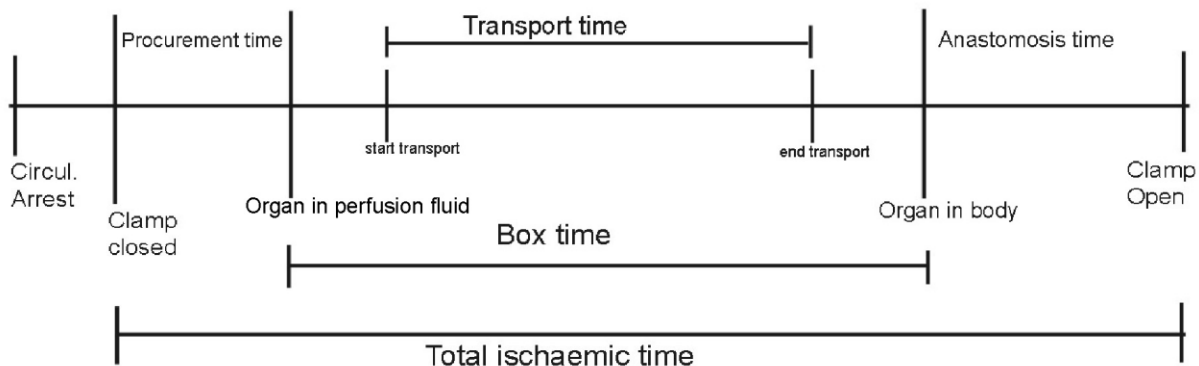 Transport time
Procurement time
Anastomosis time
start transport
end transport
Circul.
Arrest
Clamp
Open
Organ in perfusion fluid
Organ in body
Clamp
closed
Box time
Total ischaemic time